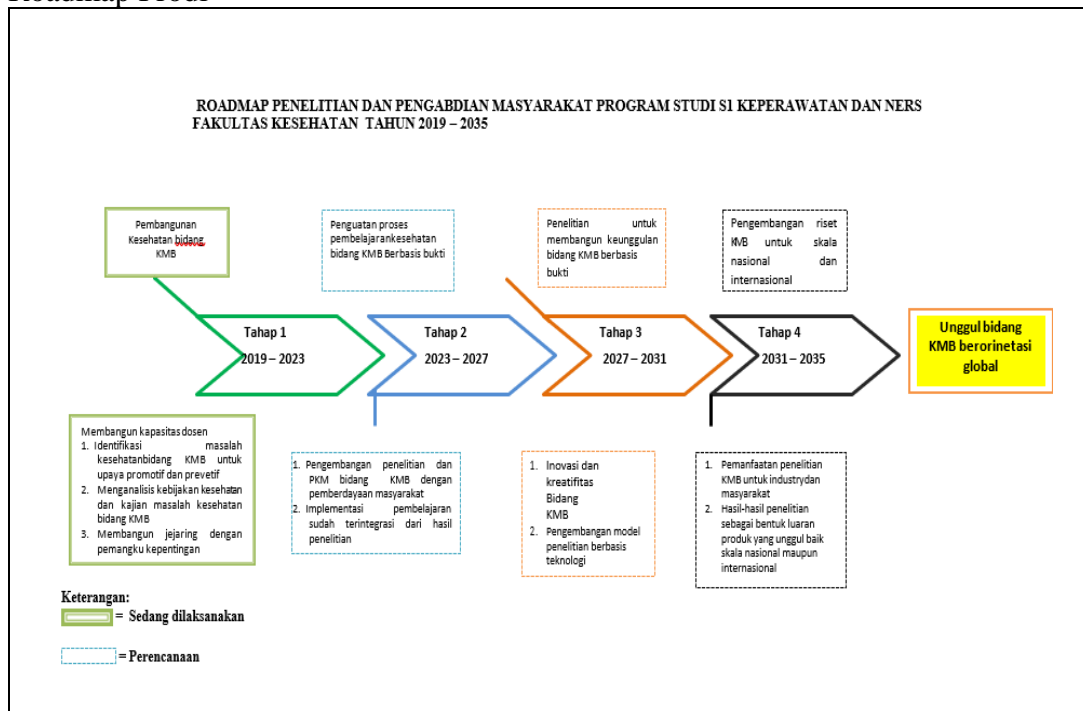 Roadmap Prodi
ROADMAP PENELITIAN DAN PENGABDIAN MASYARAKAT PROGRAM STUDI S1 KEPERAWATAN DAN NERS
FAKULTAS KESEHATAN TAHUN 2019 – 2035
Pembangunan
Kesehatan bidang
KMB
Penguatan proses
pembelajarankesehatan
bidang KMB Berbasis bukti
Penelitian untuk
membangun keunggulan
bidang KMB berbasis
bukti
Pengembangan riset
KMB untuk skala
nasional dan
internasional
Tahap 1
2019 – 2023
Tahap 2
2023 – 2027
Tahap 3
2027 – 2031
Tahap 4
2031 – 2035
Unggul bidang
KMB berorinetasi
global
Membangun kapasitas dosen
1. Identifikasi masalah
kesehatanbidang KMB untuk
upaya promotif dan prevetif
2. Menganalisis kebijakan kesehatan
dan kajian masalah kesehatan
bidang KMB
3. Membangun jejaring dengan
pemangku kepentingan
1. Pengembangan penelitian dan
PKM bidang KMB dengan
pemberdayaan masyarakat
2. Implementasi pembelajaran
sudah terintegrasi dari hasil
penelitian
1. Inovasi dan
kreatifitas
Bidang
KMB
2. Pengembangan model
penelitian berbasis
teknologi
1. Pemanfaatan penelitian
KMB untuk industrydan
masyarakat
2. Hasil-hasil penelitian
sebagai bentuk luaran
produk yang unggul baik
skala nasional maupun
internasional
Keterangan:
= Sedang dilaksanakan
= Perencanaan